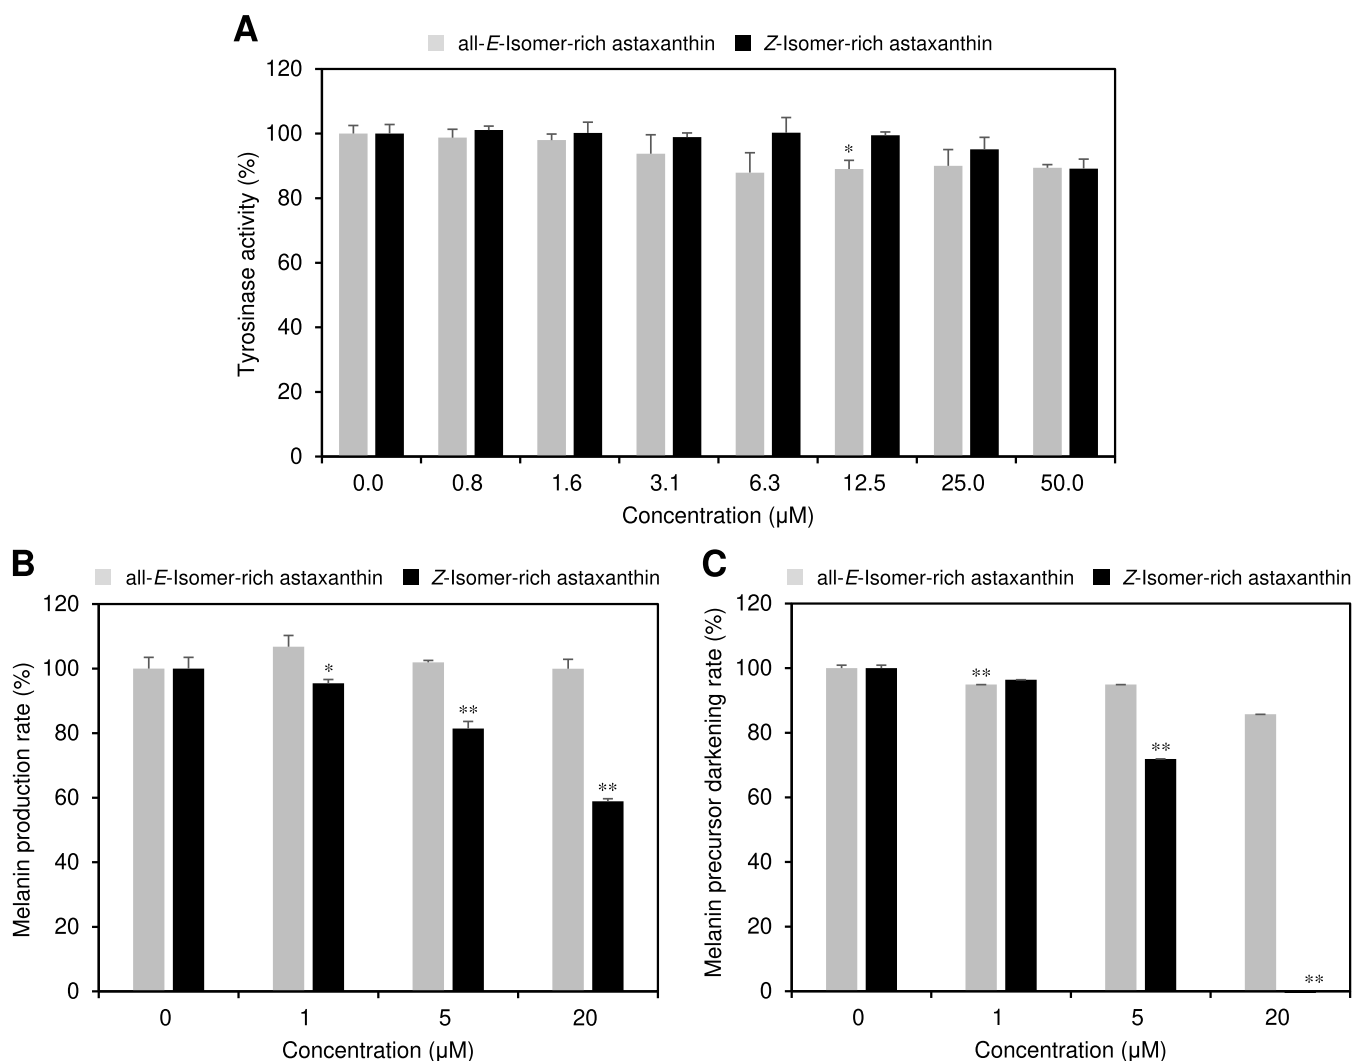 A
all-E-Isomer-rich astaxanthin Z-Isomer-rich astaxanthin
120
100
80
60
40
20
0
Tyrosinase activity (%)
*
0.0 0.8 1.6 3.1 6.3 12.5 25.0 50.0
Concentration (µM)
B
all-E-Isomer-rich astaxanthin Z-Isomer-rich astaxanthin
120
100
80
60
40
20
0
Melanin production rate (%)
*
**
**
0 1 5 20
Concentration (µM)
C
all-E-Isomer-rich astaxanthin Z-Isomer-rich astaxanthin
120
100
80
60
40
20
0
Melanin precursor darkening rate (%)
**
**
**
0 1 5 20
Concentration (µM)